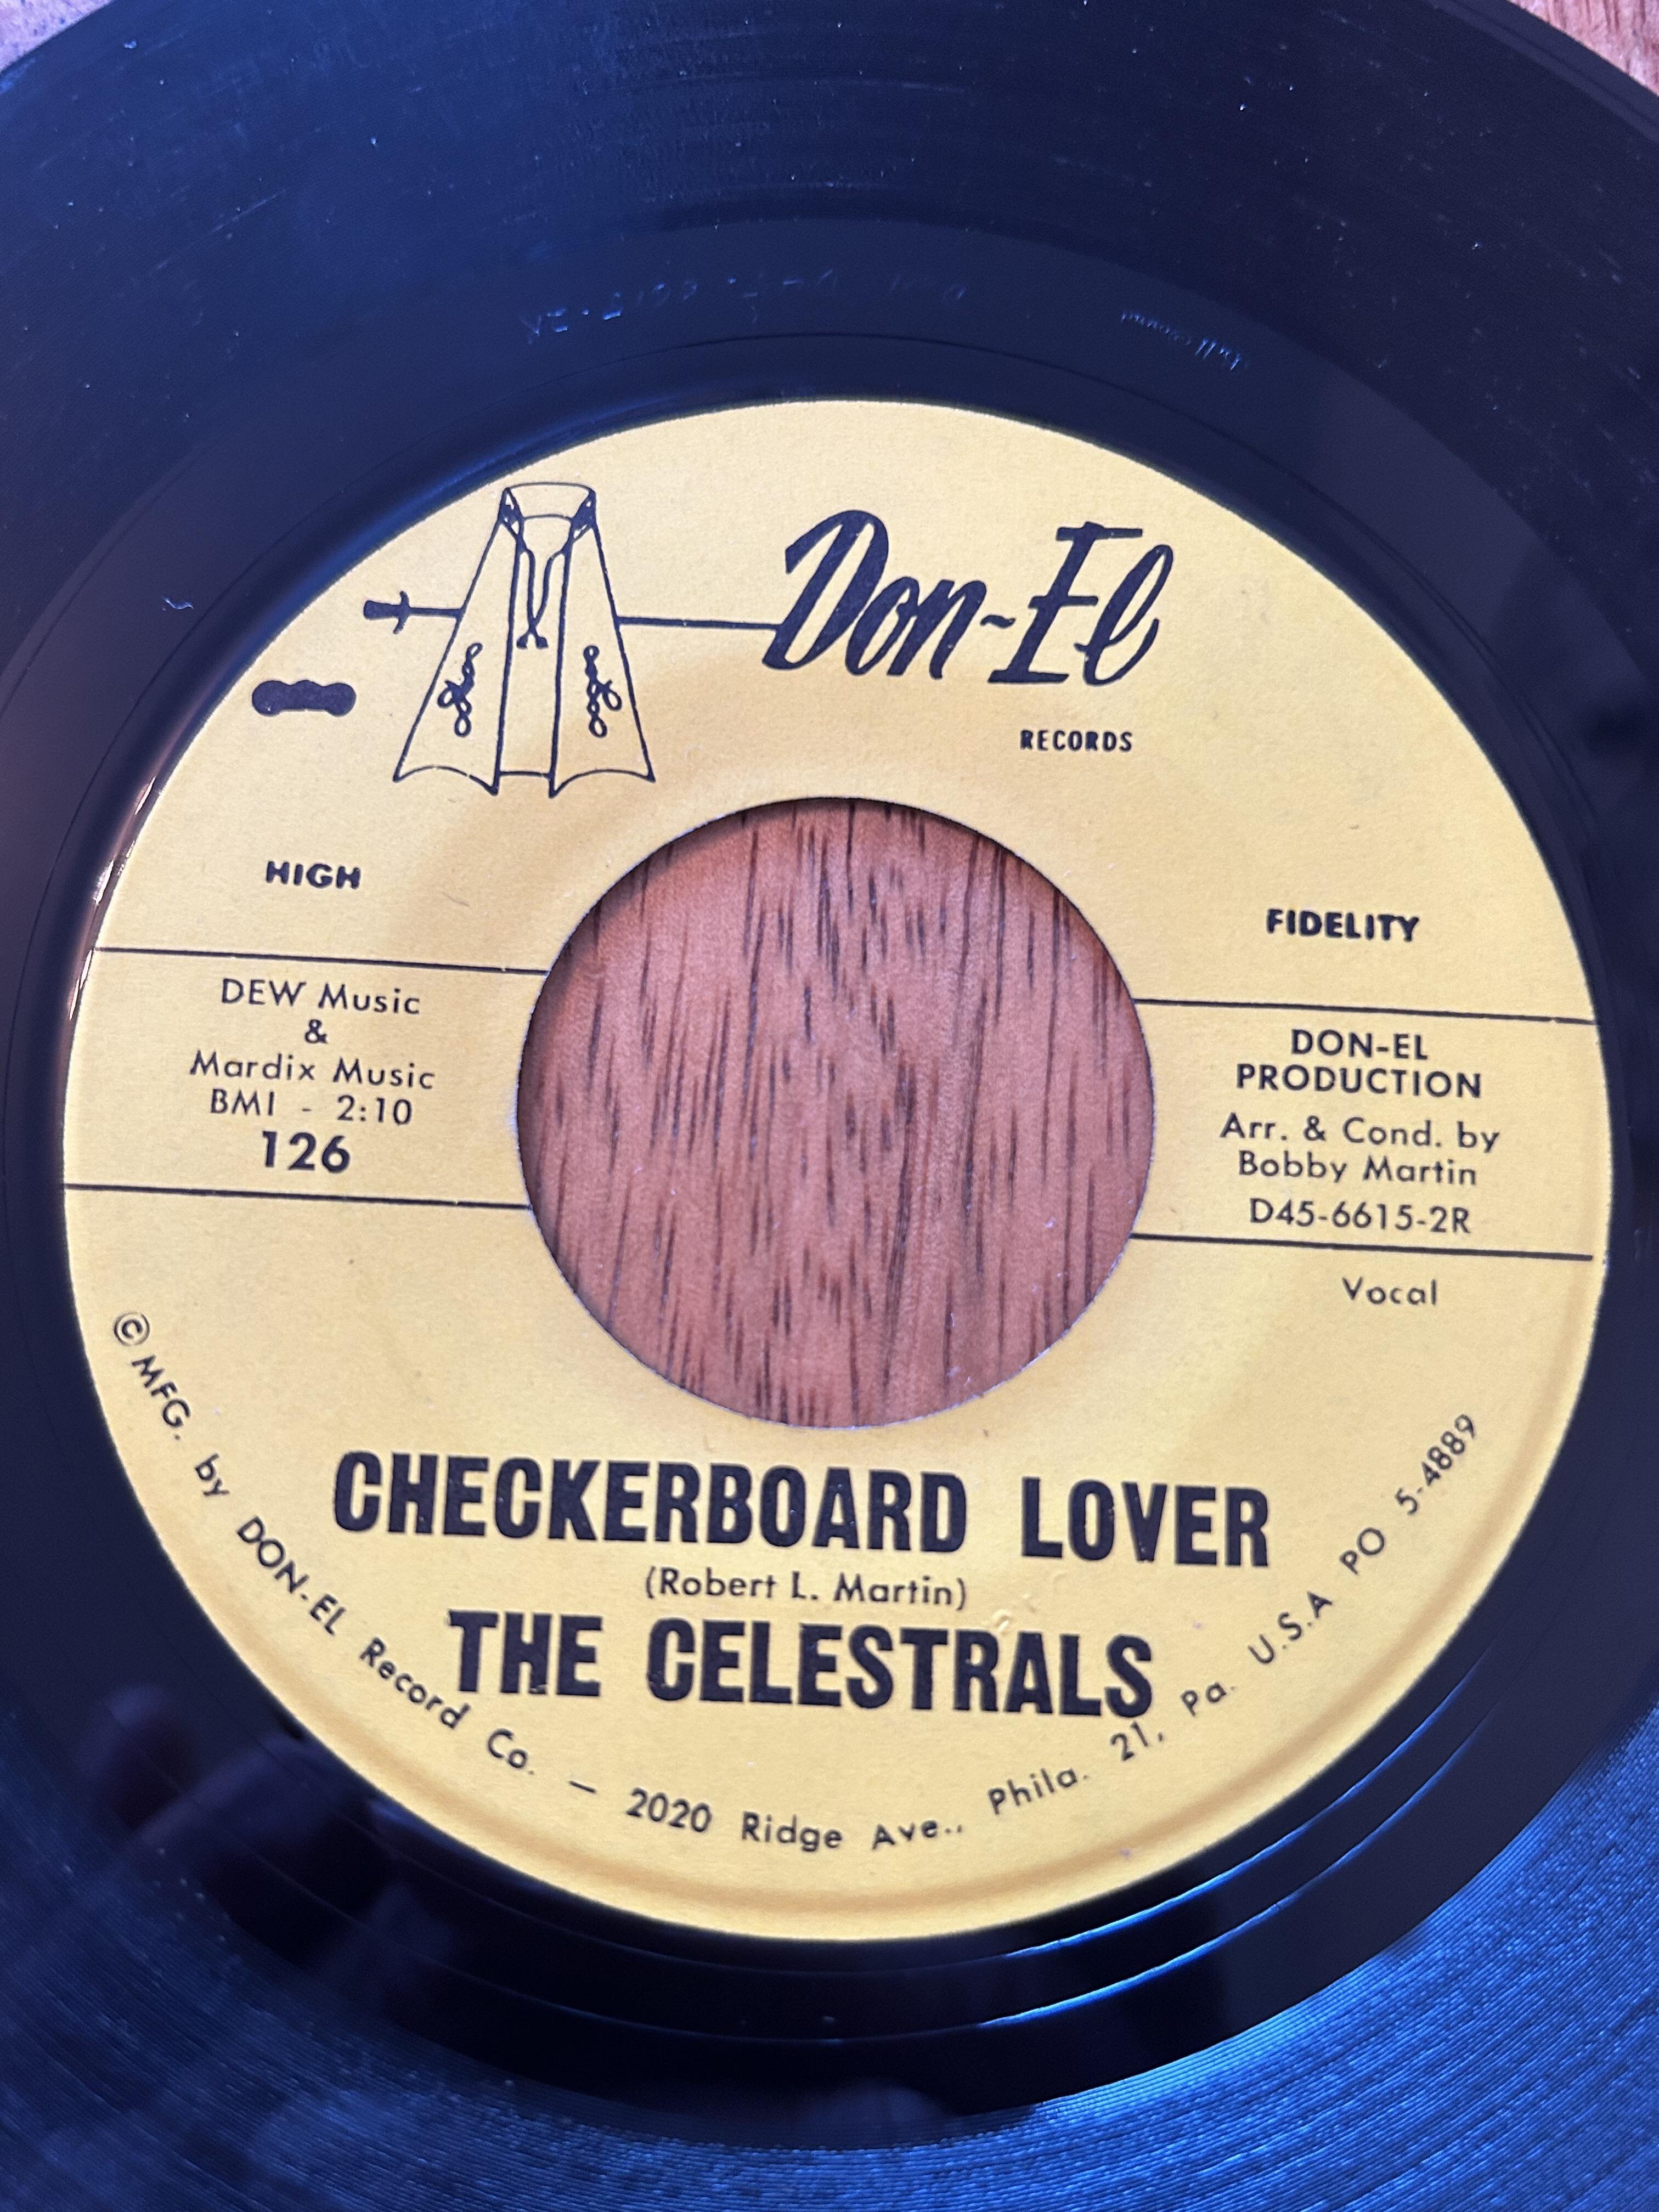 Don-El
RECORDS
HIGH
FIDELITY
DEW Music
&
Mardix Music
BMI - 2:10
126
DON-EL
PRODUCTION
Arr. & Cond. by
Bobby Martin
D45-6615-2R
Vocal
CHECKERBOARD LOVER
(Robert L. Martin)
THE CELESTRALS
© MFG. by DON-EL Record Co. — 2020 Ridge Ave., Phila. 21, Pa. U.S.A PO 5-4889